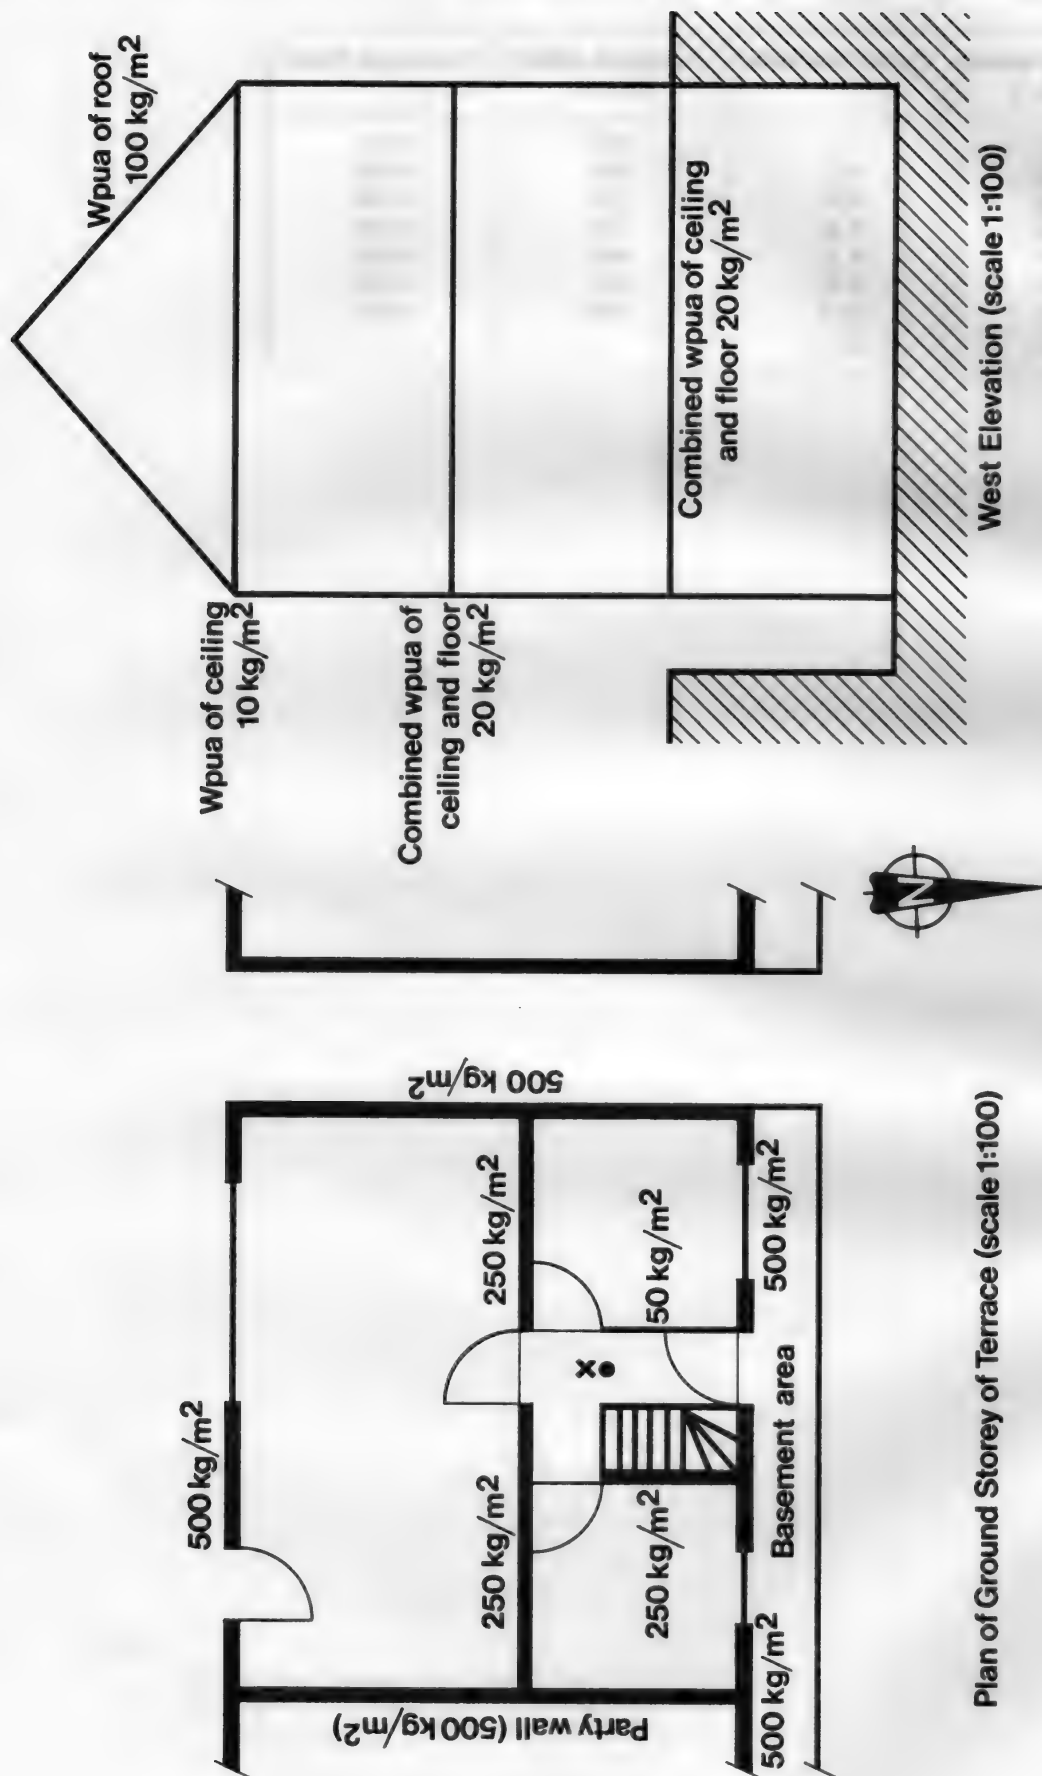 Wpua of roof
100 kg/m2
Wpua of ceiling
10 kg/m2
Combined wpua of
ceiling and floor
20 kg/m2
Combined wpua of ceiling
and floor 20 kg/m2
West Elevation (scale 1:100)
N
500 kg/m2
500 kg/m2
250 kg/m2
250 kg/m2
50 kg/m2
x
250 kg/m2
Party wall (500 kg/m2)
500 kg/m2
Basement area
500 kg/m2
Plan of Ground Storey of Terrace (scale 1:100)